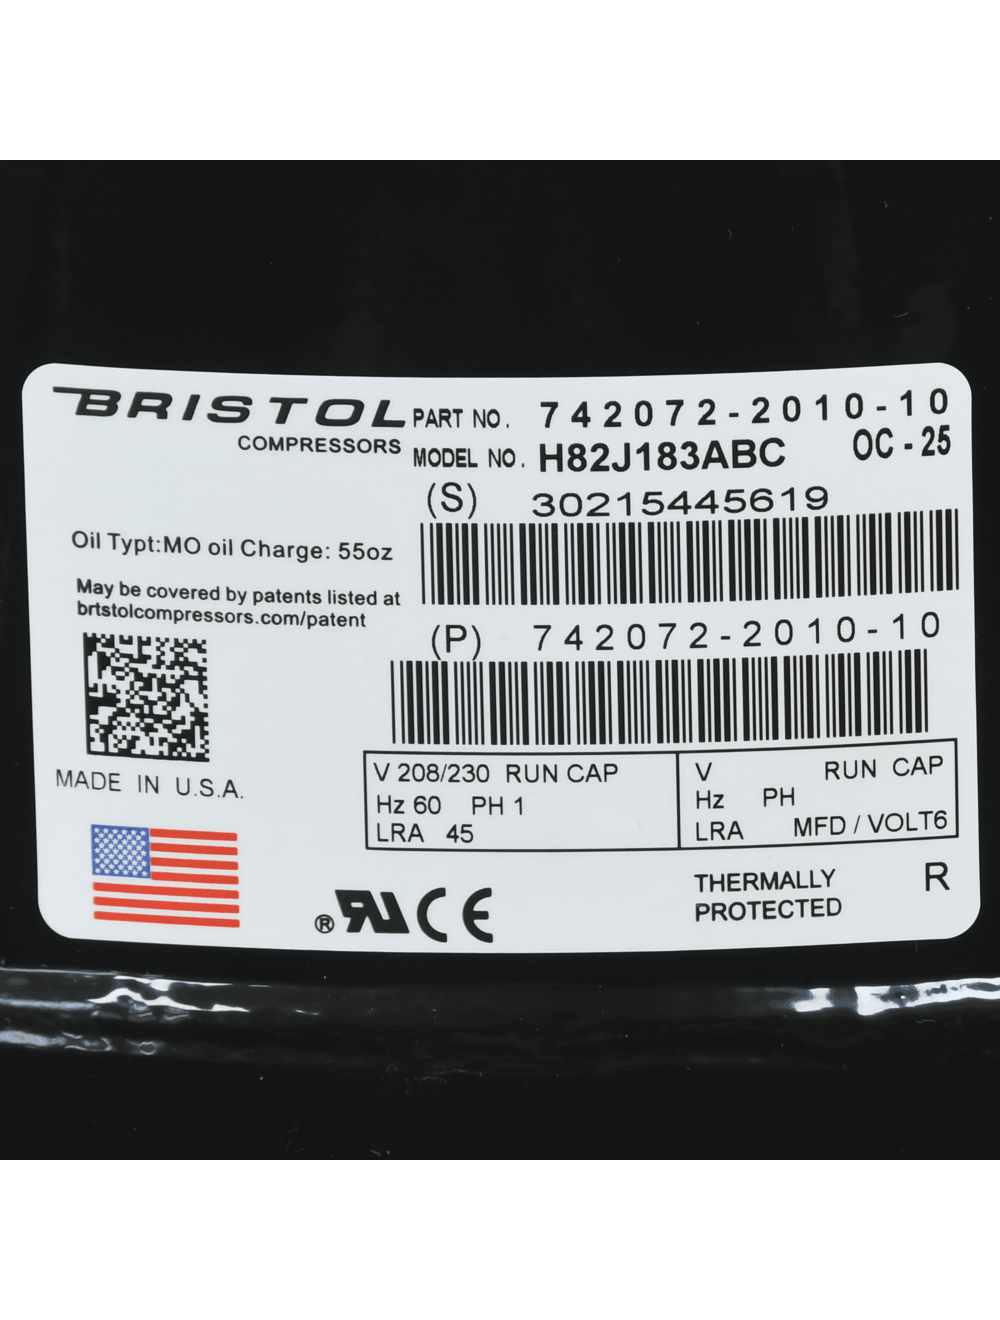 BRISTOL
COMPRESSORS
PART NO. 742072-2010-10
MODEL NO. H82J183ABC OC-25
(S) 30215445619
Oil Typt:MO oil Charge: 55oz
May be covered by patents listed at
brtstolcompressors.com/patent
(P) 742072-2010-10
MADE IN U.S.A.
V 208/230 RUN CAP
Hz 60 PH 1
LRA 45
V RUN CAP
Hz PH
LRA MFD / VOLT6
THERMALLY
PROTECTED
R
® RU CE